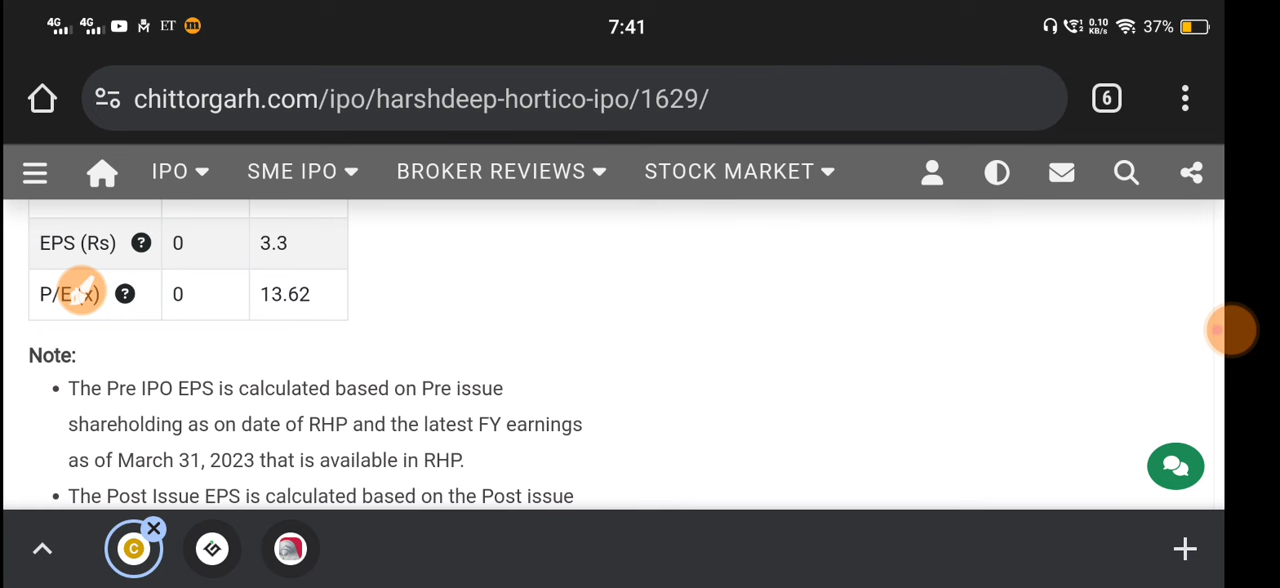 4G 4G ET m 7:41 0.10 KB/s 37%
chittorgarh.com/ipo/harshdeep-hortico-ipo/1629/ 6
IPO SME IPO BROKER REVIEWS STOCK MARKET
EPS (Rs) ? 0 3.3
P/E (x) ? 0 13.62
Note:
• The Pre IPO EPS is calculated based on Pre issue
shareholding as on date of RHP and the latest FY earnings
as of March 31, 2023 that is available in RHP.
• The Post Issue EPS is calculated based on the Post issue
C